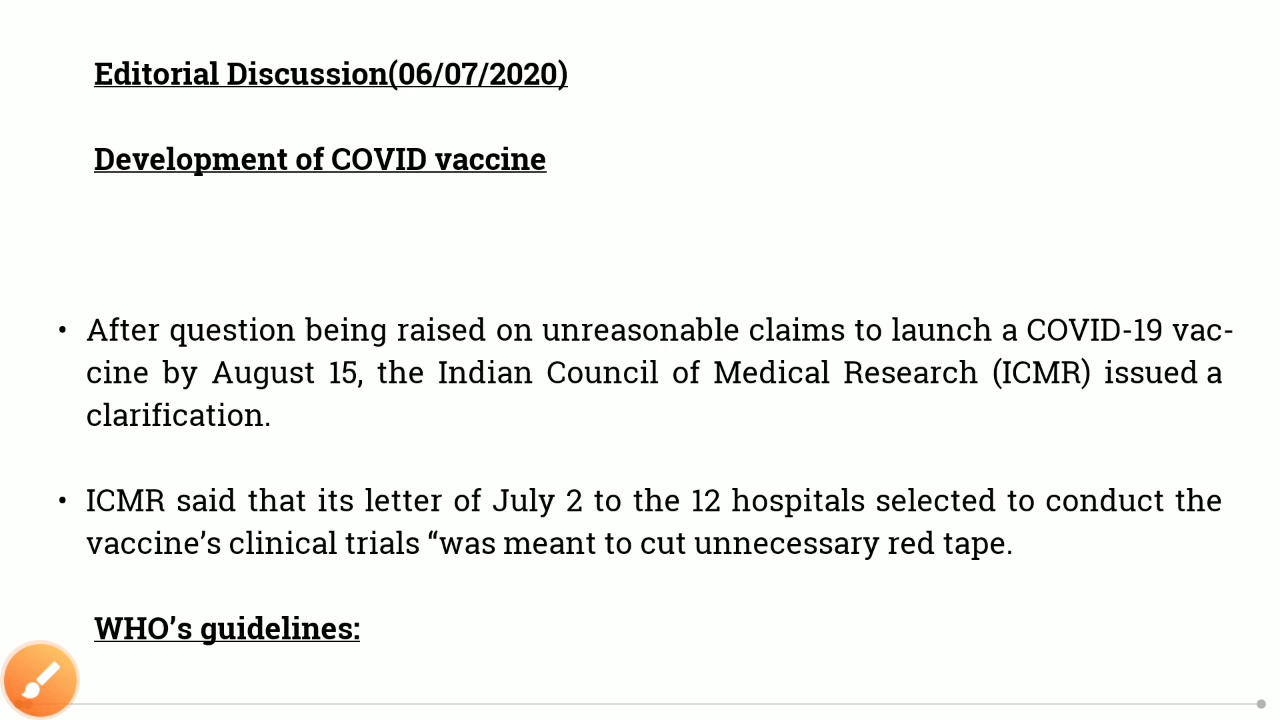 Editorial Discussion(06/07/2020)
Development of COVID vaccine
• After question being raised on unreasonable claims to launch a COVID-19 vac-
cine by August 15, the Indian Council of Medical Research (ICMR) issued a
clarification.
• ICMR said that its letter of July 2 to the 12 hospitals selected to conduct the
vaccine’s clinical trials “was meant to cut unnecessary red tape.
WHO’s guidelines: